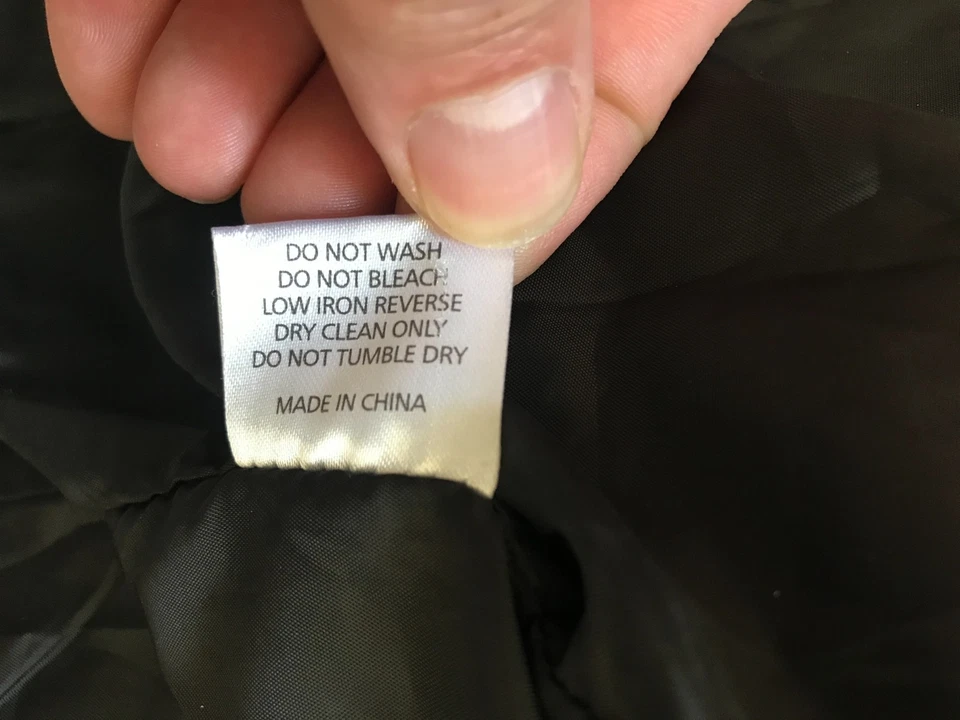 DO NOT WASH
DO NOT BLEACH
LOW IRON REVERSE
DRY CLEAN ONLY
DO NOT TUMBLE DRY
MADE IN CHINA